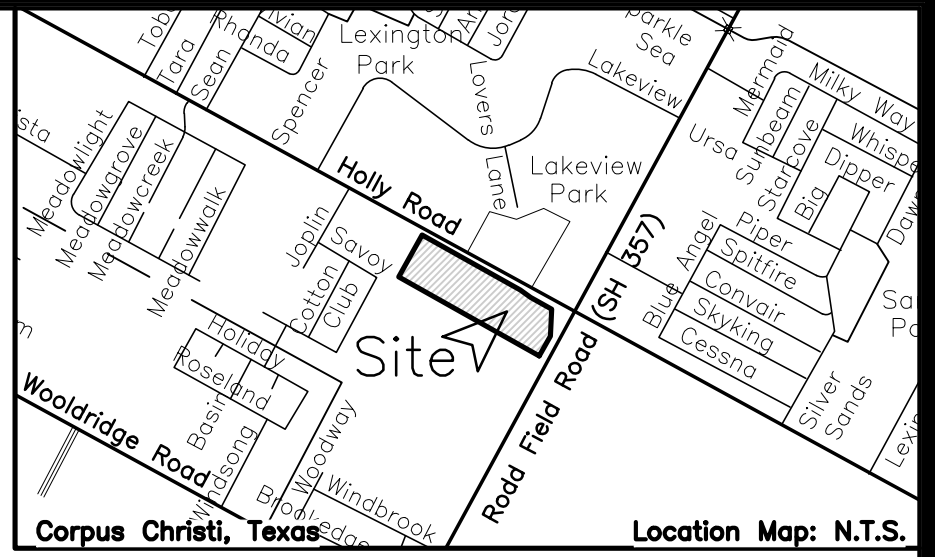 Tara
Sean
Rhonda
Spencer
Lexington
Park
Lovers
Lane
Sea
Lakeview
Mermaid
Milky Way
Sunbeam
Starcove
Big
Dipper
Ursa
Lakeview
Park
Holly Road
Meadowlight
Meadowgrove
Meadowcreek
Meadowwalk
Joplin
Savoy
Cotton
Club
Site
Blue Angel
Piper
Spitfire
Convair
Skyking
Cessna
Silver
Sands
Rodd Field Road (SH 357)
Holiday
Roseland
Basin
Windsong
Woodway
Windbrook
Wooldridge Road
Corpus Christi, Texas
Location Map: N.T.S.